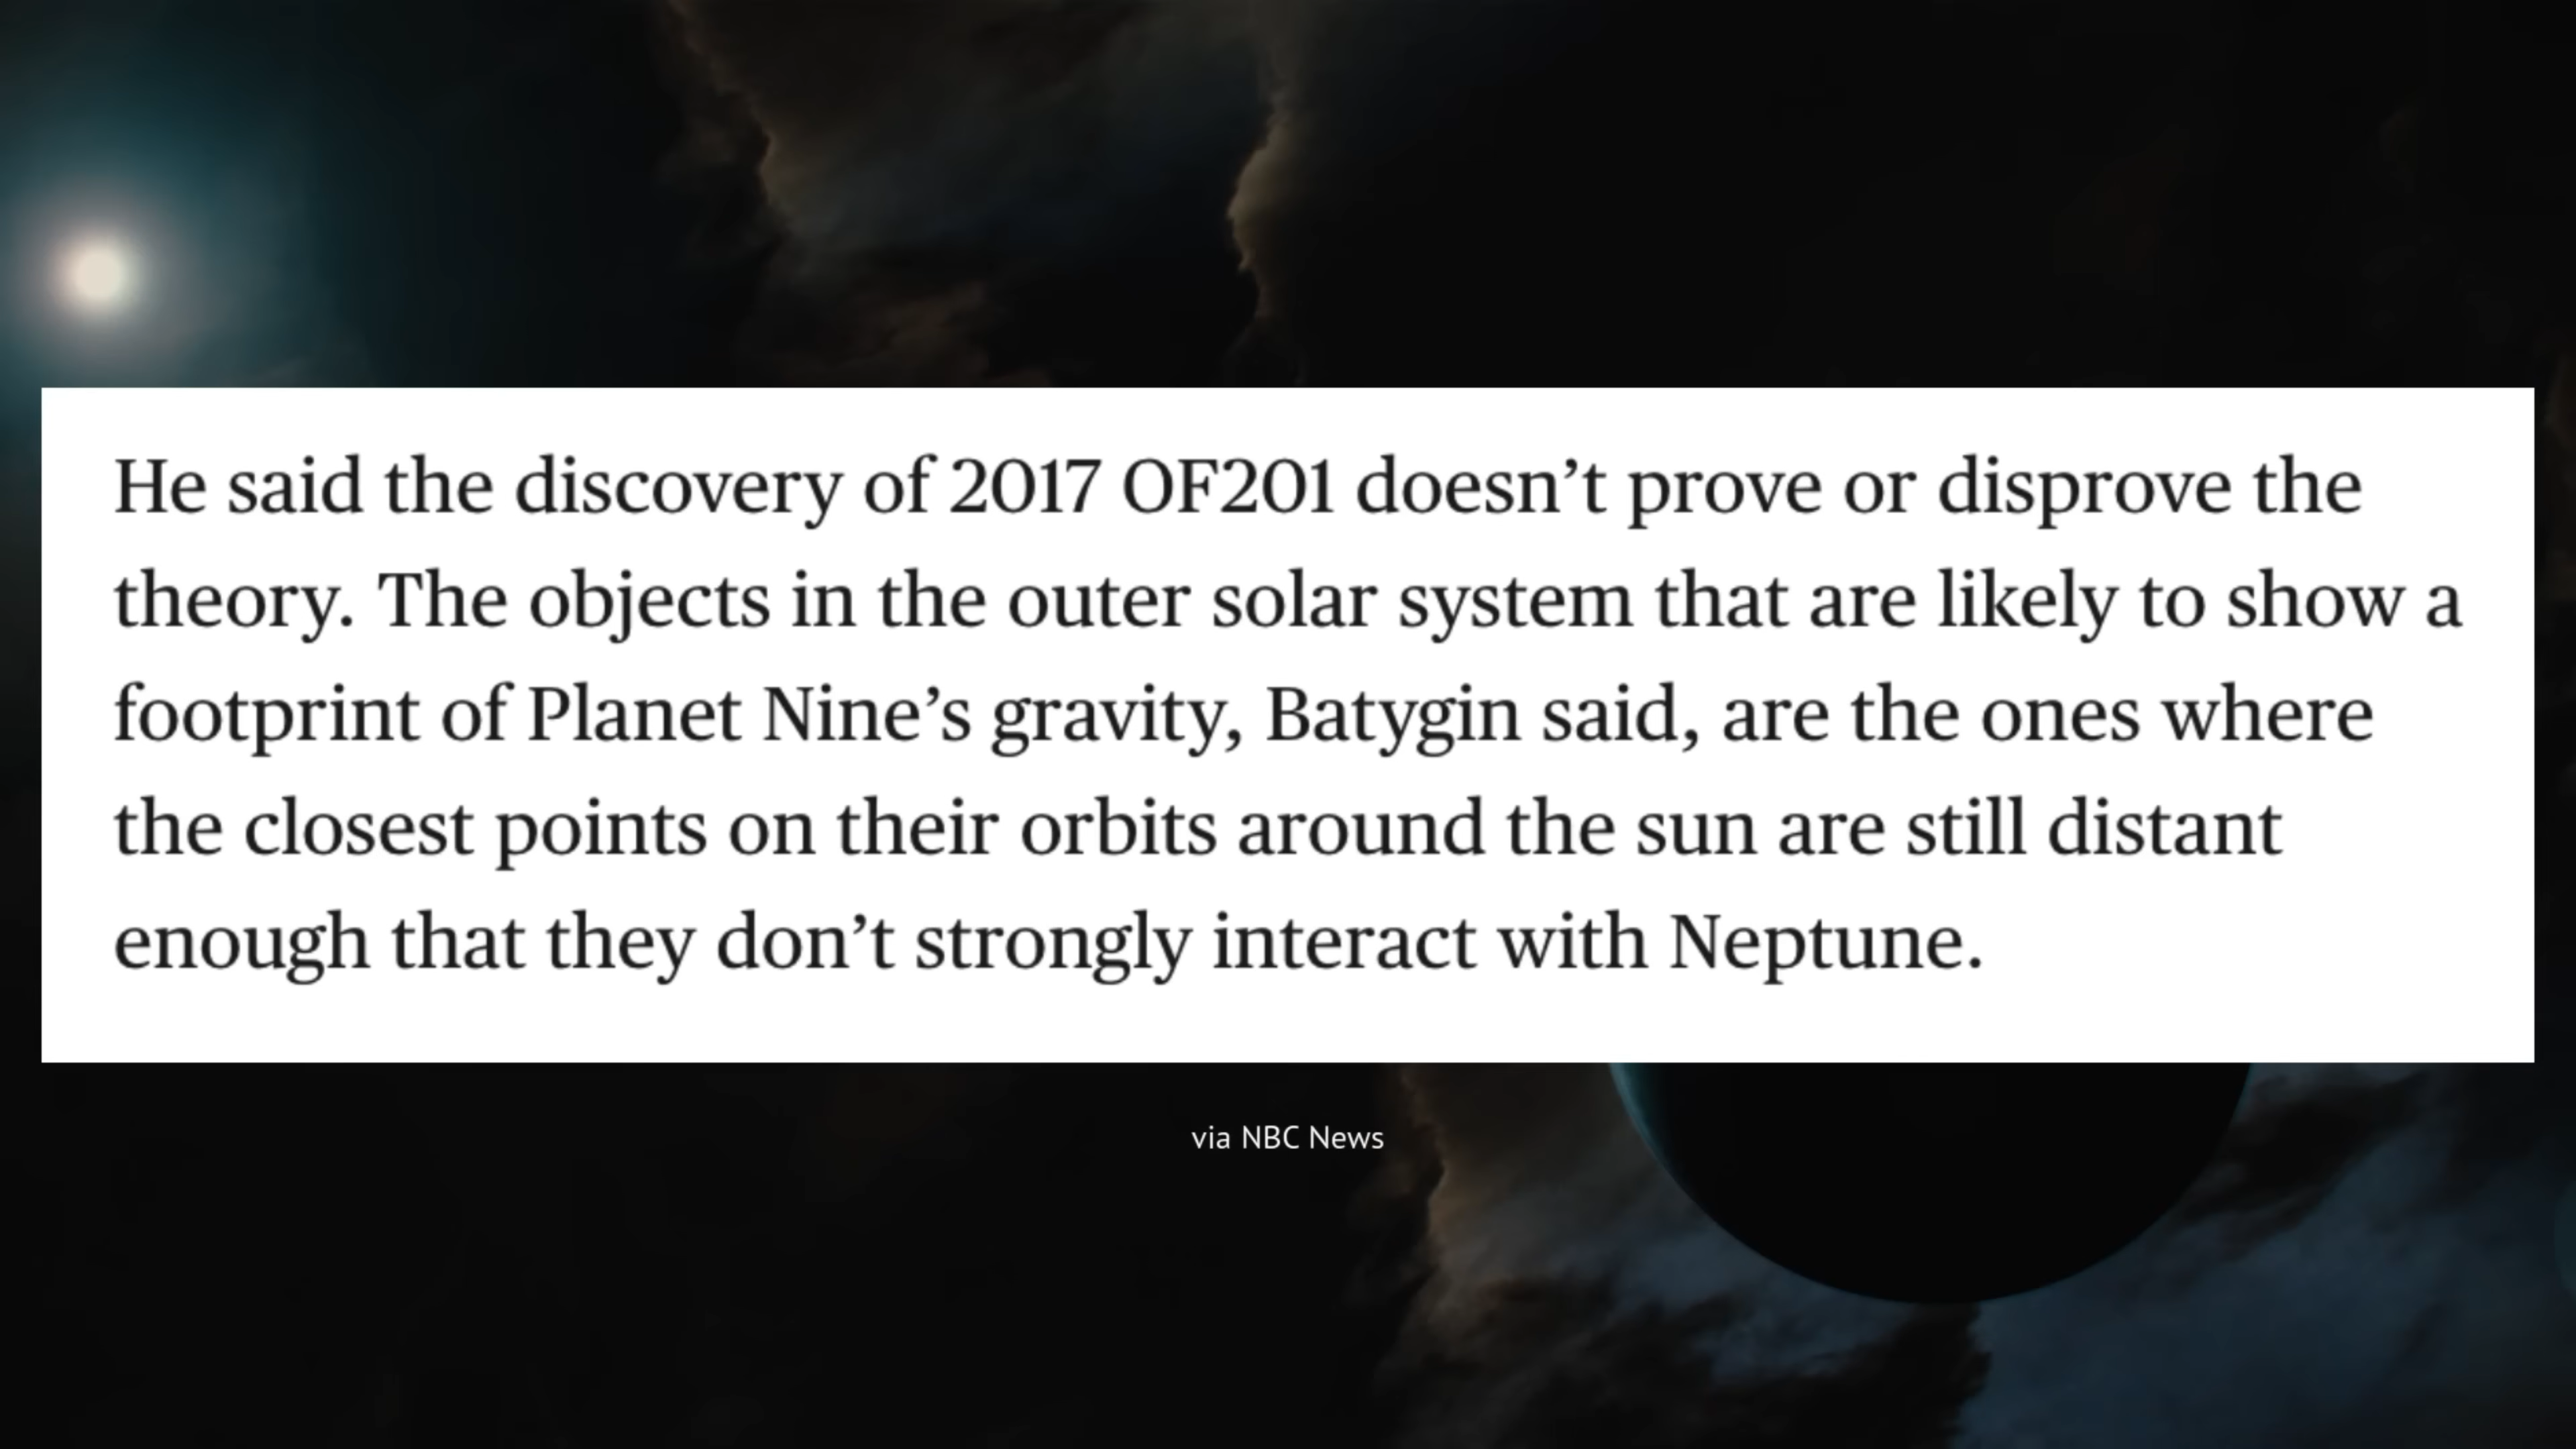 He said the discovery of 2017 OF201 doesn’t prove or disprove the
theory. The objects in the outer solar system that are likely to show a
footprint of Planet Nine’s gravity, Batygin said, are the ones where
the closest points on their orbits around the sun are still distant
enough that they don’t strongly interact with Neptune.
via NBC News